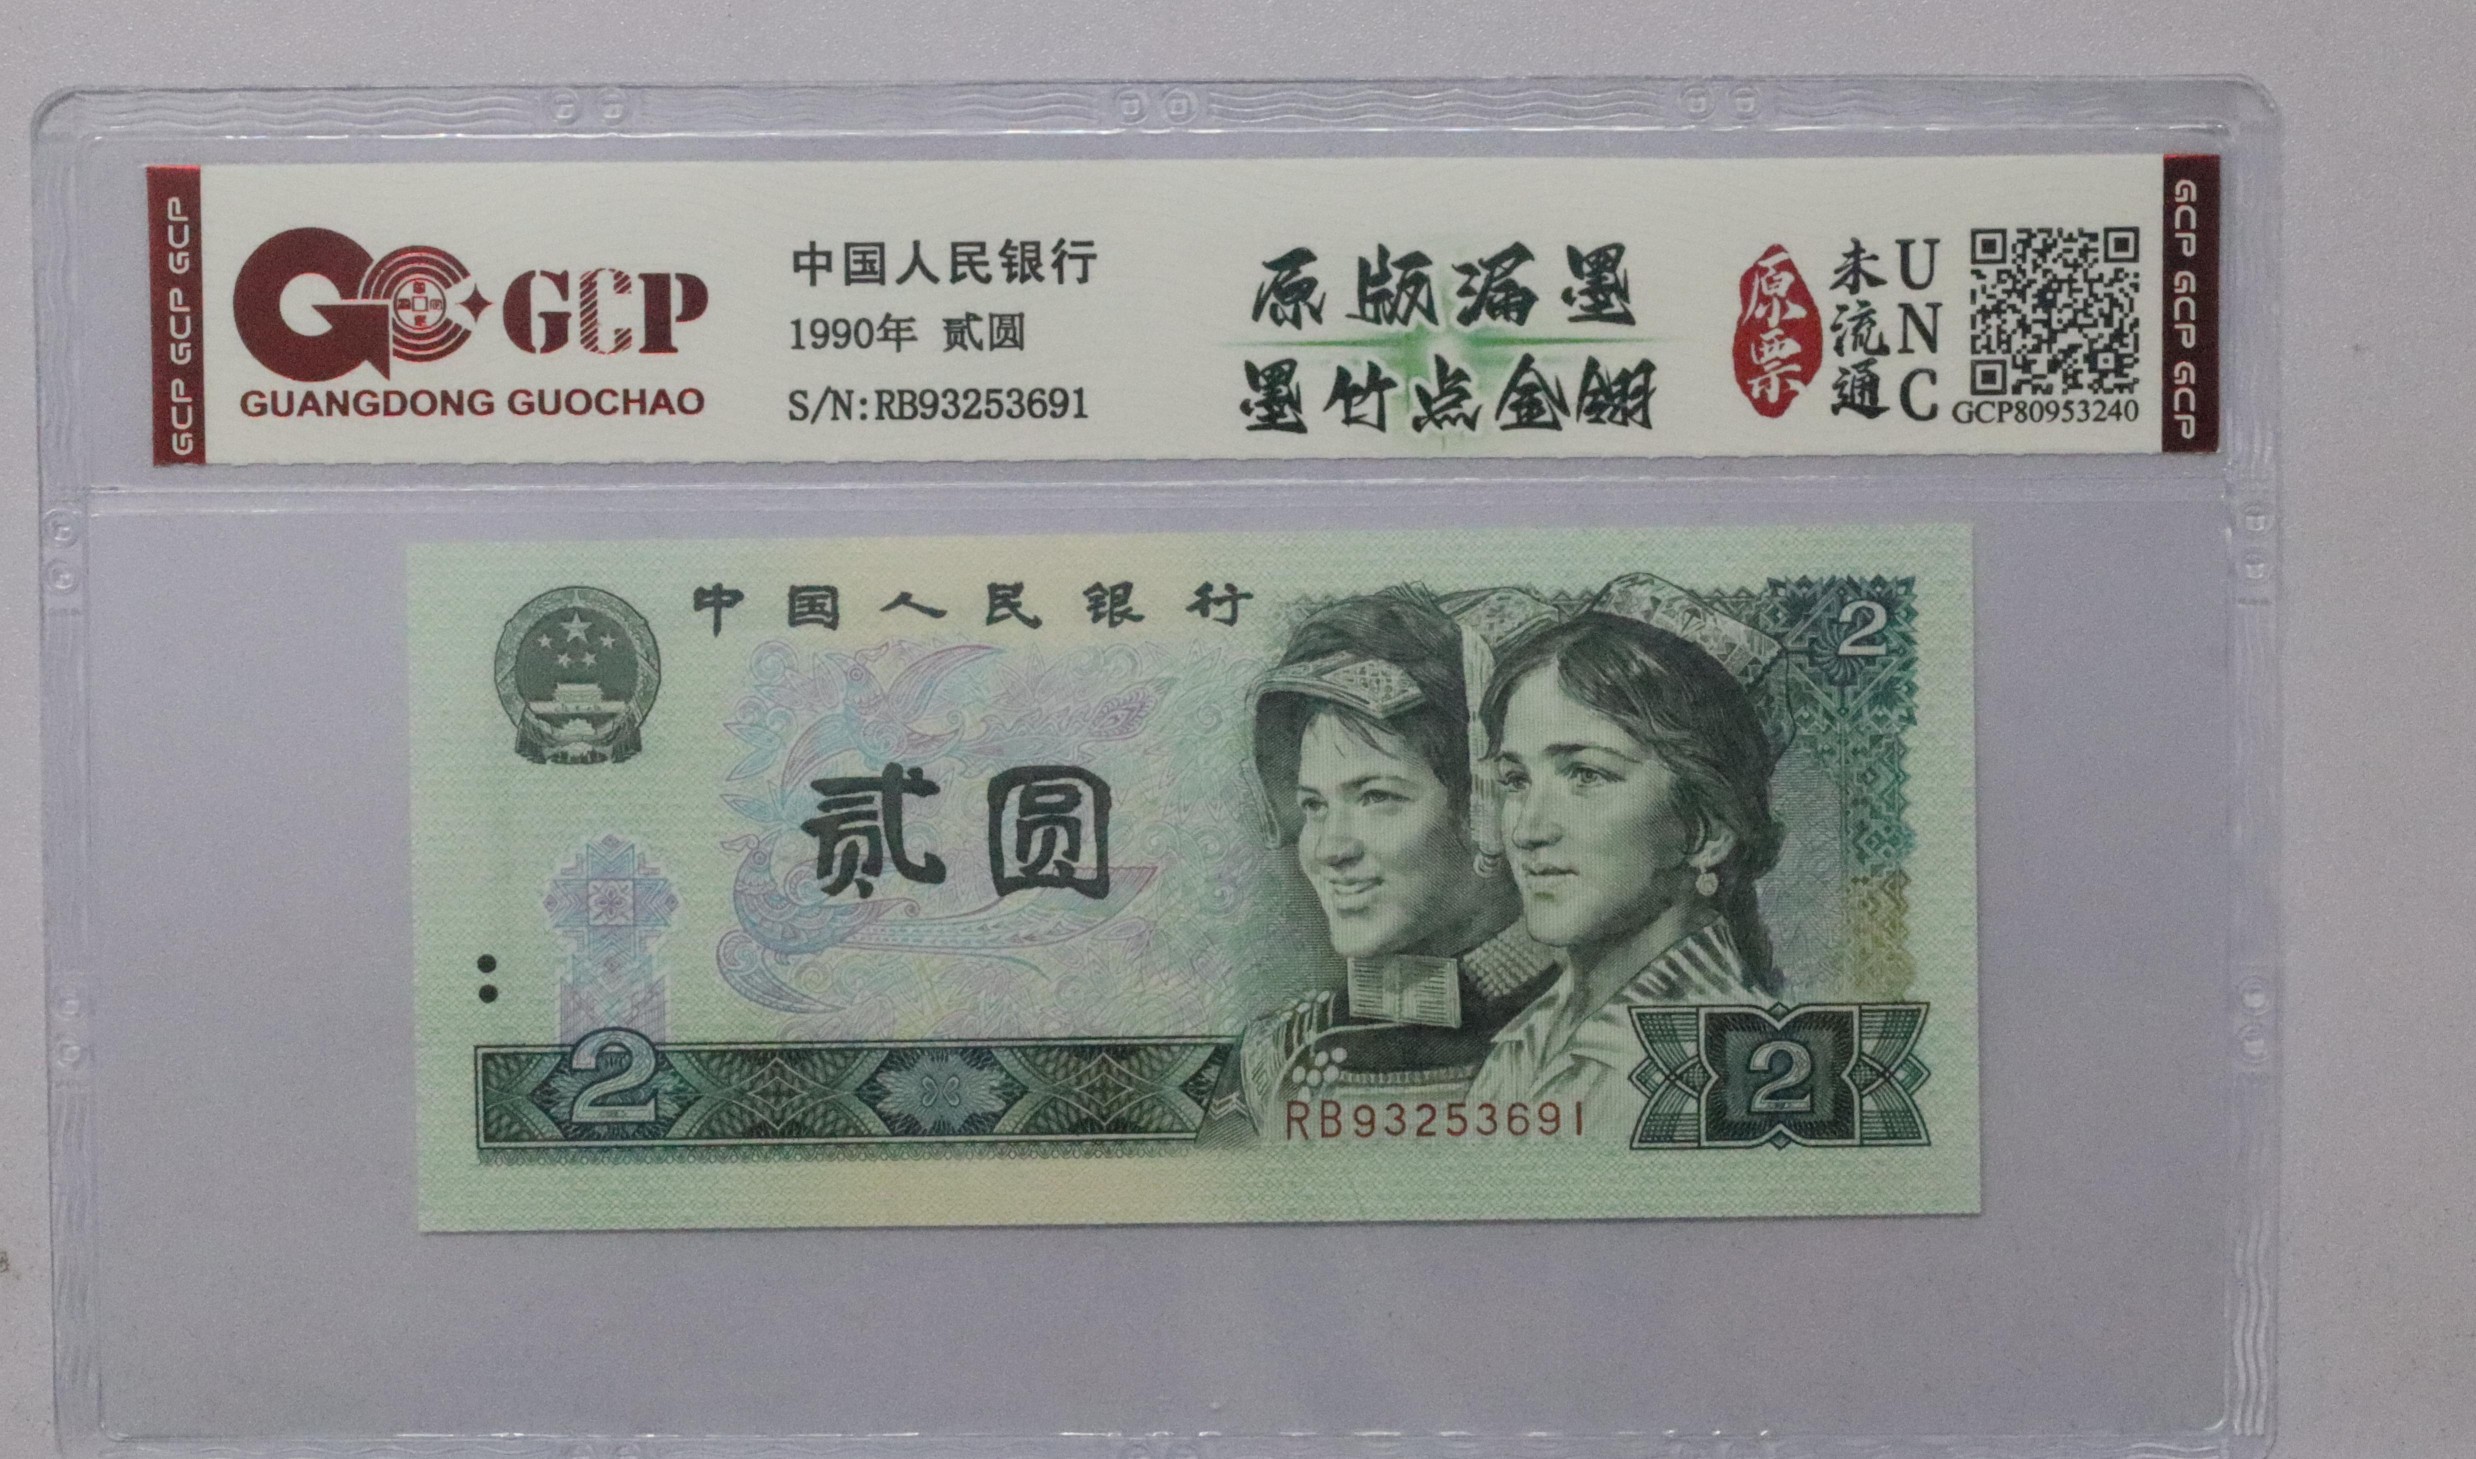 GCP GCP GCP
GCP
GUANGDONG GUOCHAO
中国人民银行
1990年 贰圆
S/N:RB93253691
原版漏墨
墨竹点金翎
原票
未流通
UNC
GCP80953240
GCP GCP GCP
中国人民银行
2
贰圆
2
RB93253691
2